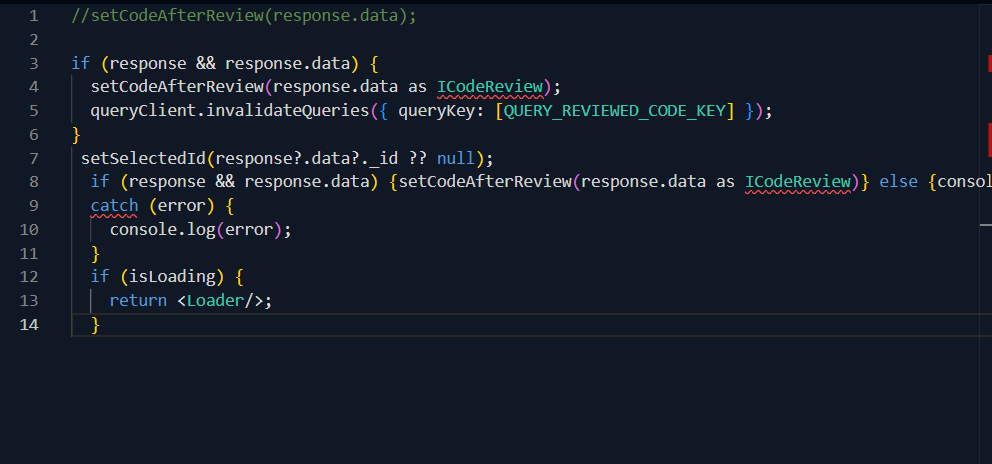 1 //setCodeAfterReview(response.data);
2
3 if (response && response.data) {
4 setCodeAfterReview(response.data as ICodeReview);
5 queryClient.invalidateQueries({ queryKey: [QUERY_REVIEWED_CODE_KEY] });
6 }
7 setSelectedId(response?.data?._id ?? null);
8 if (response && response.data) {setCodeAfterReview(response.data as ICodeReview)} else {consol
9 catch (error) {
10 console.log(error);
11 }
12 if (isLoading) {
13 return <Loader/>;
14 }